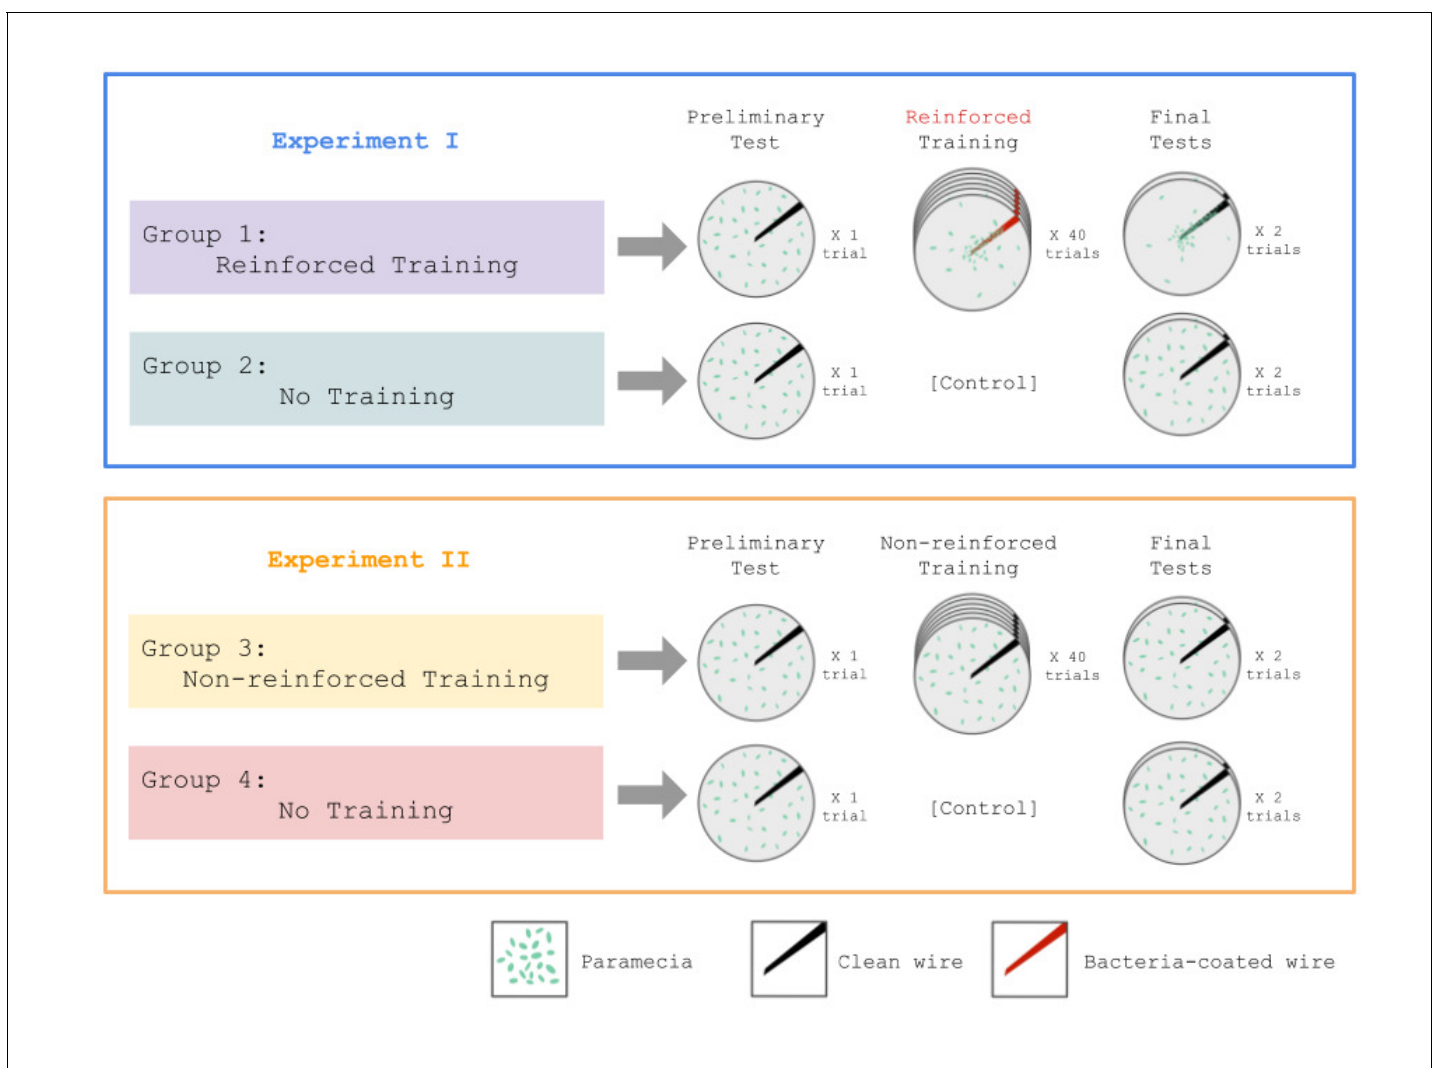 Experiment I
Preliminary
Test
Reinforced
Training
Final
Tests
Group 1:
Reinforced Training
X 1
trial
X 40
trials
X 2
trials
Group 2:
No Training
X 1
trial
[Control]
X 2
trials
Experiment II
Preliminary
Test
Non-reinforced
Training
Final
Tests
Group 3:
Non-reinforced Training
X 1
trial
X 40
trials
X 2
trials
Group 4:
No Training
X 1
trial
[Control]
X 2
trials
Paramecia
Clean wire
Bacteria-coated wire